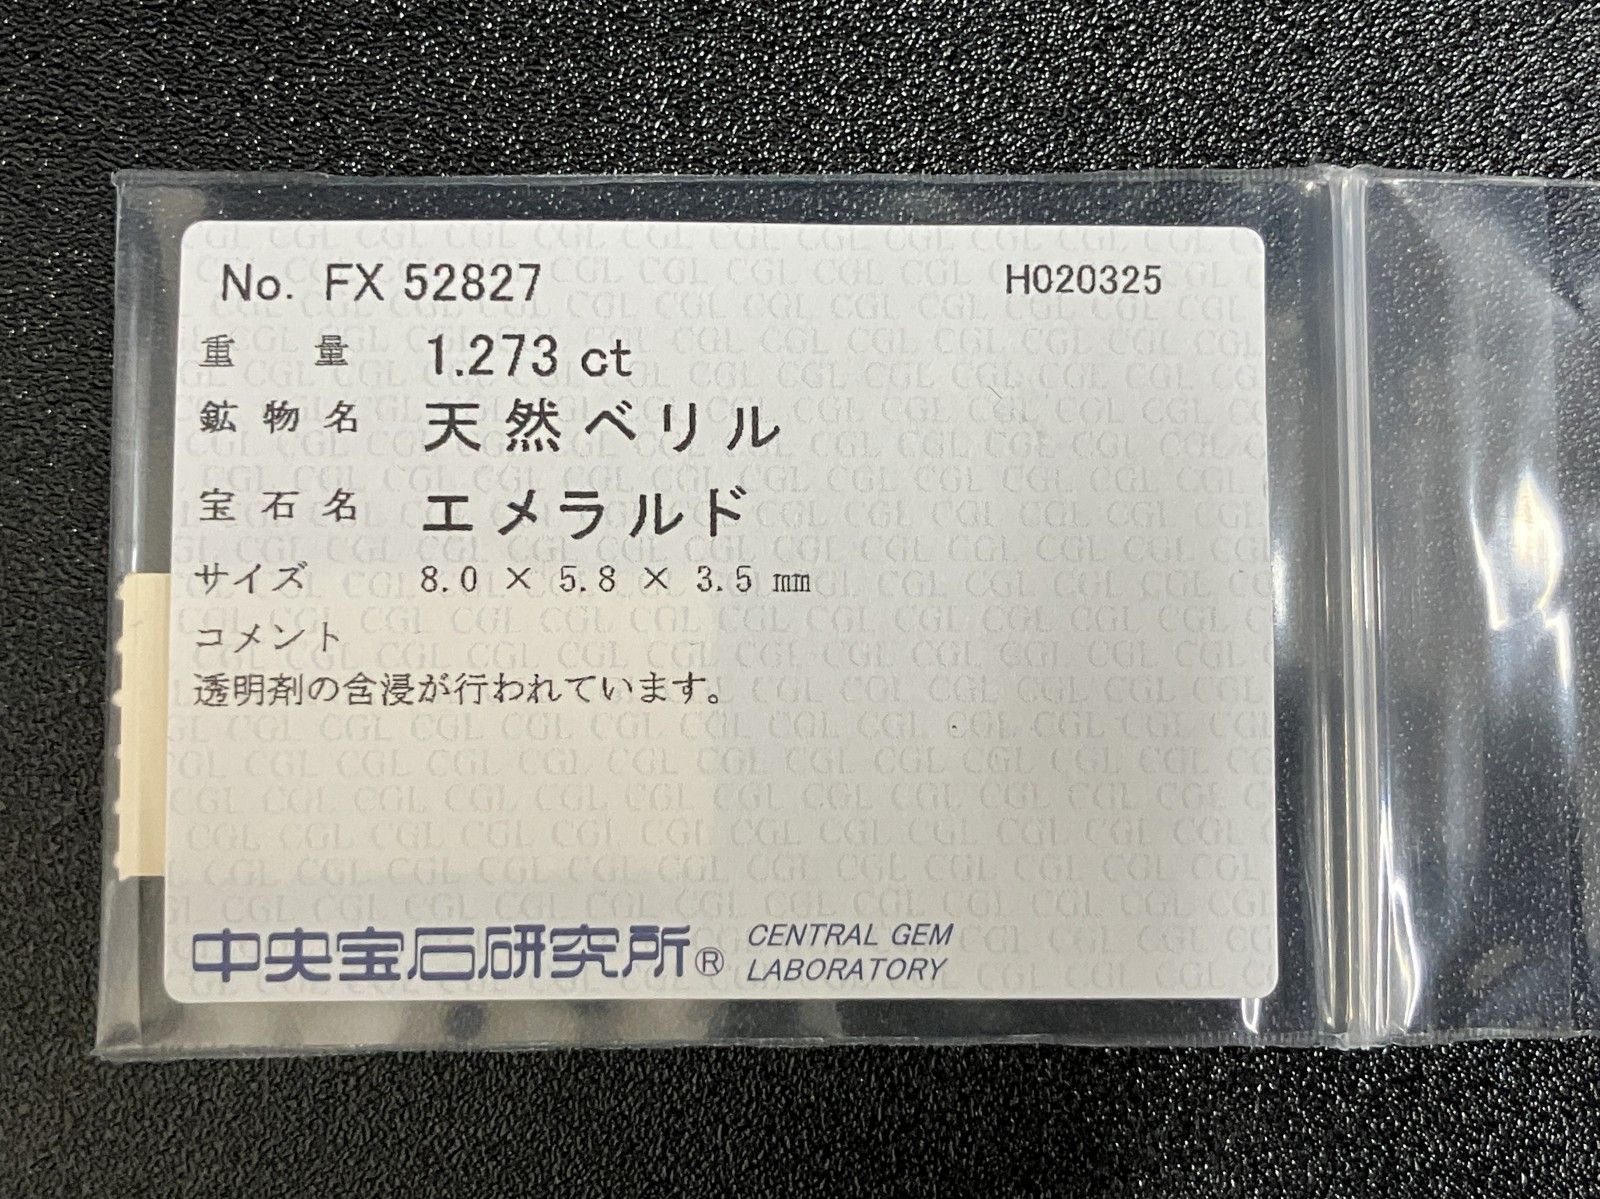 No. FX 52827 H020325
重量 1.273 ct
鉱物名 天然ベリル
宝石名 エメラルド
サイズ 8.0 × 5.8 × 3.5 mm
コメント
透明剤の含浸が行われています。
中央宝石研究所® CENTRAL GEM
LABORATORY